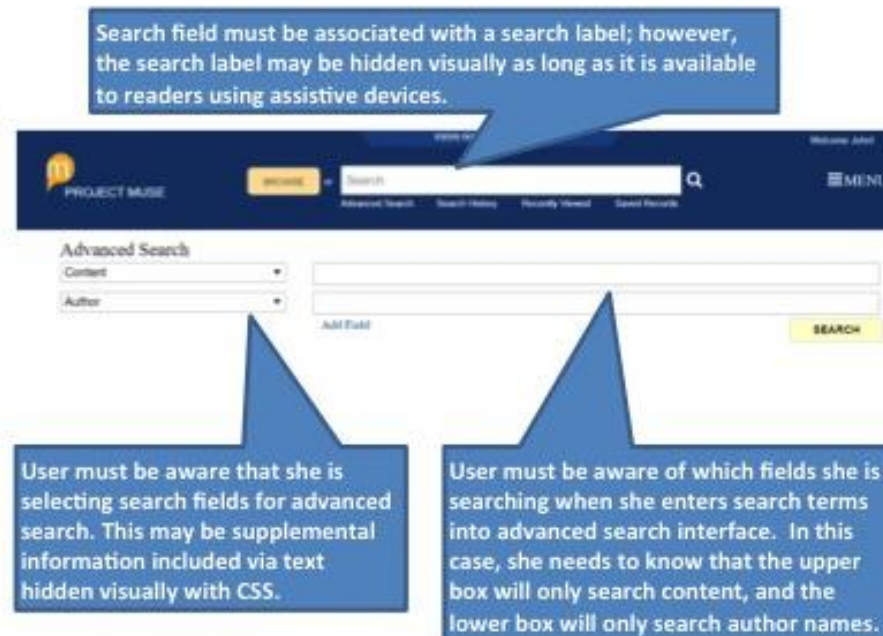 Search field must be associated with a search label; however,
the search label may be hidden visually as long as it is available
to readers using assistive devices.
Welcome John!
m
PROJECT MUSE
BROWSE
Search
MENU
Advanced Search
Search History
Recently Viewed
Saved Records
Advanced Search
Content
Author
Add Field
SEARCH
User must be aware that she is
selecting search fields for advanced
search. This may be supplemental
information included via text
hidden visually with CSS.
User must be aware of which fields she is
searching when she enters search terms
into advanced search interface. In this
case, she needs to know that the upper
box will only search content, and the
lower box will only search author names.